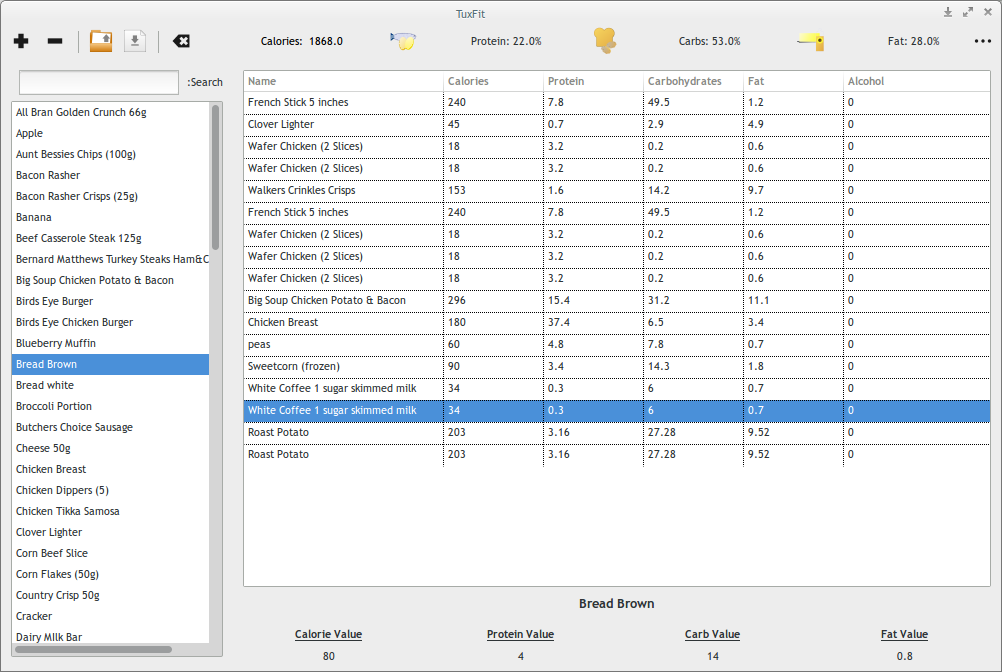 TuxFit
Calories: 1868.0 Protein: 22.0% Carbs: 53.0% Fat: 28.0%
:Search
All Bran Golden Crunch 66g
Apple
Aunt Bessies Chips (100g)
Bacon Rasher
Bacon Rasher Crisps (25g)
Banana
Beef Casserole Steak 125g
Bernard Matthews Turkey Steaks Ham&C
Big Soup Chicken Potato & Bacon
Birds Eye Burger
Birds Eye Chicken Burger
Blueberry Muffin
Bread Brown
Bread white
Broccoli Portion
Butchers Choice Sausage
Cheese 50g
Chicken Breast
Chicken Dippers (5)
Chicken Tikka Samosa
Clover Lighter
Corn Beef Slice
Corn Flakes (50g)
Country Crisp 50g
Cracker
Dairy MIlk Bar
Name Calories Protein Carbohydrates Fat Alcohol
French Stick 5 inches 240 7.8 49.5 1.2 0
Clover Lighter 45 0.7 2.9 4.9 0
Wafer Chicken (2 Slices) 18 3.2 0.2 0.6 0
Wafer Chicken (2 Slices) 18 3.2 0.2 0.6 0
Walkers Crinkles Crisps 153 1.6 14.2 9.7 0
French Stick 5 inches 240 7.8 49.5 1.2 0
Wafer Chicken (2 Slices) 18 3.2 0.2 0.6 0
Wafer Chicken (2 Slices) 18 3.2 0.2 0.6 0
Wafer Chicken (2 Slices) 18 3.2 0.2 0.6 0
Big Soup Chicken Potato & Bacon 296 15.4 31.2 11.1 0
Chicken Breast 180 37.4 6.5 3.4 0
peas 60 4.8 7.8 0.7 0
Sweetcorn (frozen) 90 3.4 14.3 1.8 0
White Coffee 1 sugar skimmed milk 34 0.3 6 0.7 0
White Coffee 1 sugar skimmed milk 34 0.3 6 0.7 0
Roast Potato 203 3.16 27.28 9.52 0
Roast Potato 203 3.16 27.28 9.52 0
Bread Brown
Calorie Value Protein Value Carb Value Fat Value
80 4 14 0.8